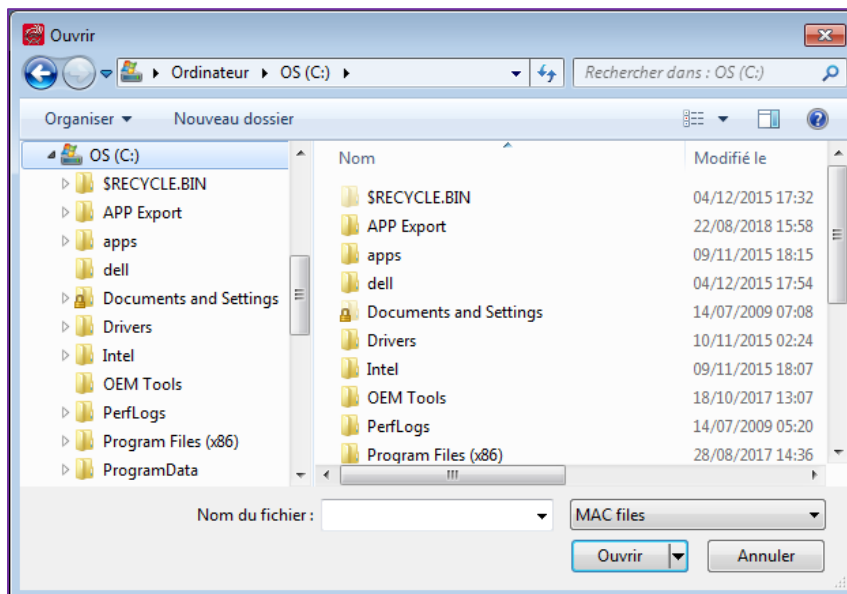 Ouvrir
Ordinateur OS (C:)
Rechercher dans : OS (C:)
Organiser Nouveau dossier
OS (C:)
$RECYCLE.BIN
APP Export
apps
dell
Documents and Settings
Drivers
Intel
OEM Tools
PerfLogs
Program Files (x86)
ProgramData
Nom Modifié le
$RECYCLE.BIN 04/12/2015 17:32
APP Export 22/08/2018 15:58
apps 09/11/2015 18:15
dell 04/12/2015 17:54
Documents and Settings 14/07/2009 07:08
Drivers 10/11/2015 02:24
Intel 09/11/2015 18:07
OEM Tools 18/10/2017 13:07
PerfLogs 14/07/2009 05:20
Program Files (x86) 28/08/2017 14:36
Nom du fichier : MAC files
Ouvrir Annuler